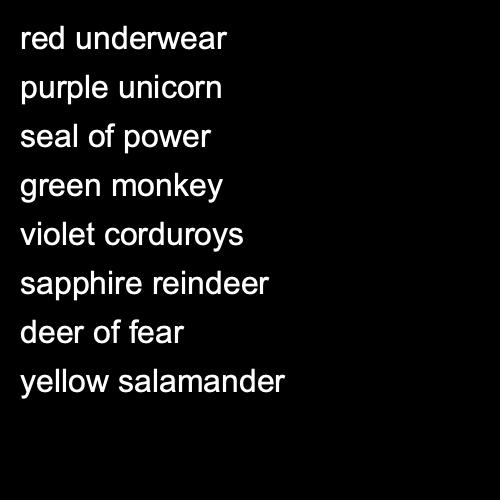 red underwear
purple unicorn
seal of power
green monkey
violet corduroys
sapphire reindeer
deer of fear
yellow salamander